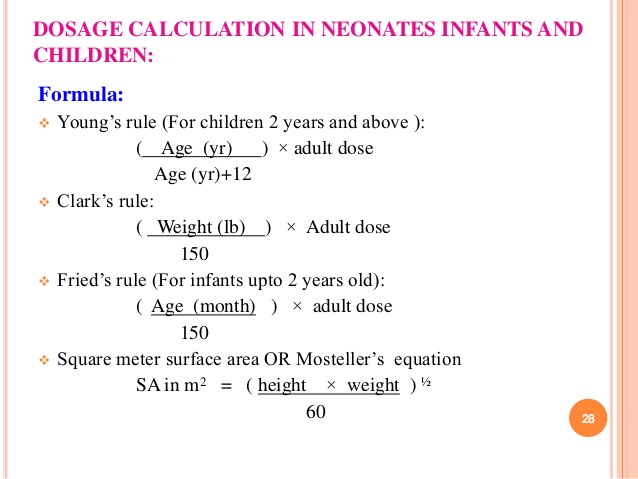 DOSAGE CALCULATION IN NEONATES INFANTS AND
CHILDREN:
Formula:
❖ Young’s rule (For children 2 years and above ):
(   Age  (yr)   )  × adult dose
Age (yr)+12
❖ Clark’s rule:
(  Weight (lb)   )   ×  Adult dose
150
❖ Fried’s rule (For infants upto 2 years old):
(  Age  (month)   )   ×  adult dose
150
❖ Square meter surface area OR Mosteller’s  equation
SA in m²   =   ( height   ×  weight  ) ½
60
28